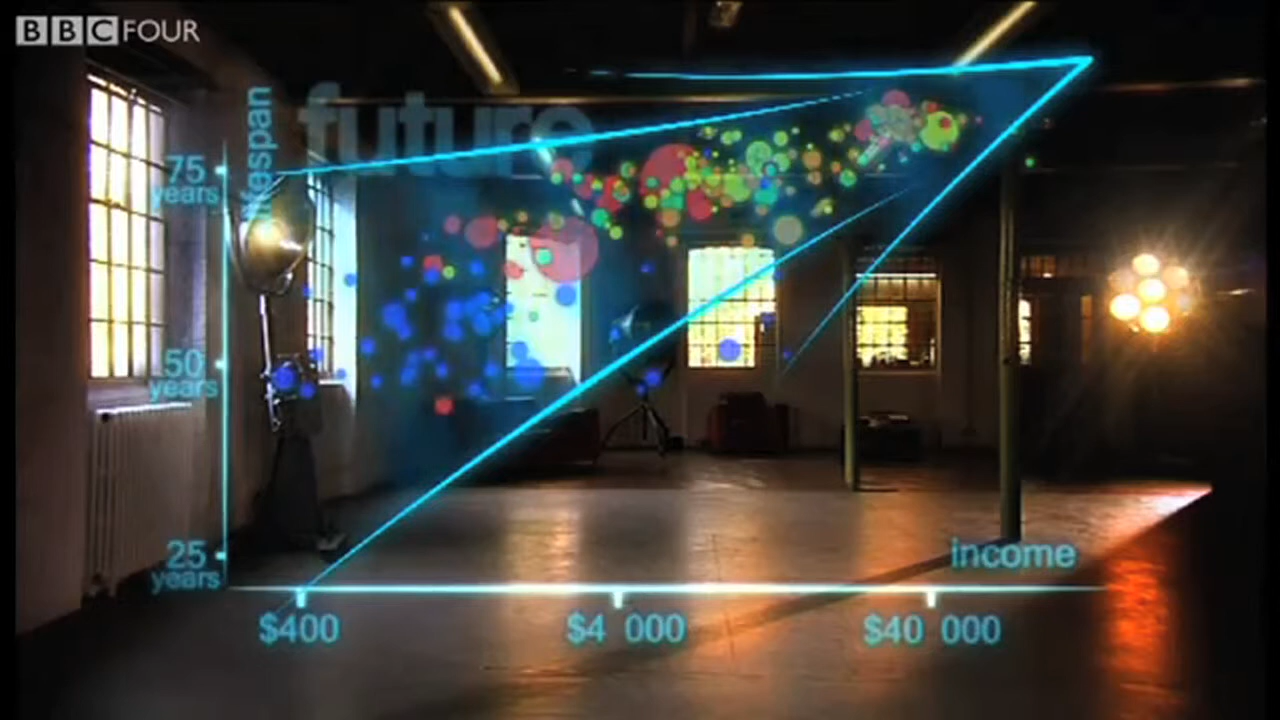 BBC FOUR
future
lifespan
75
years
50
years
25
years
income
$400
$4 000
$40 000